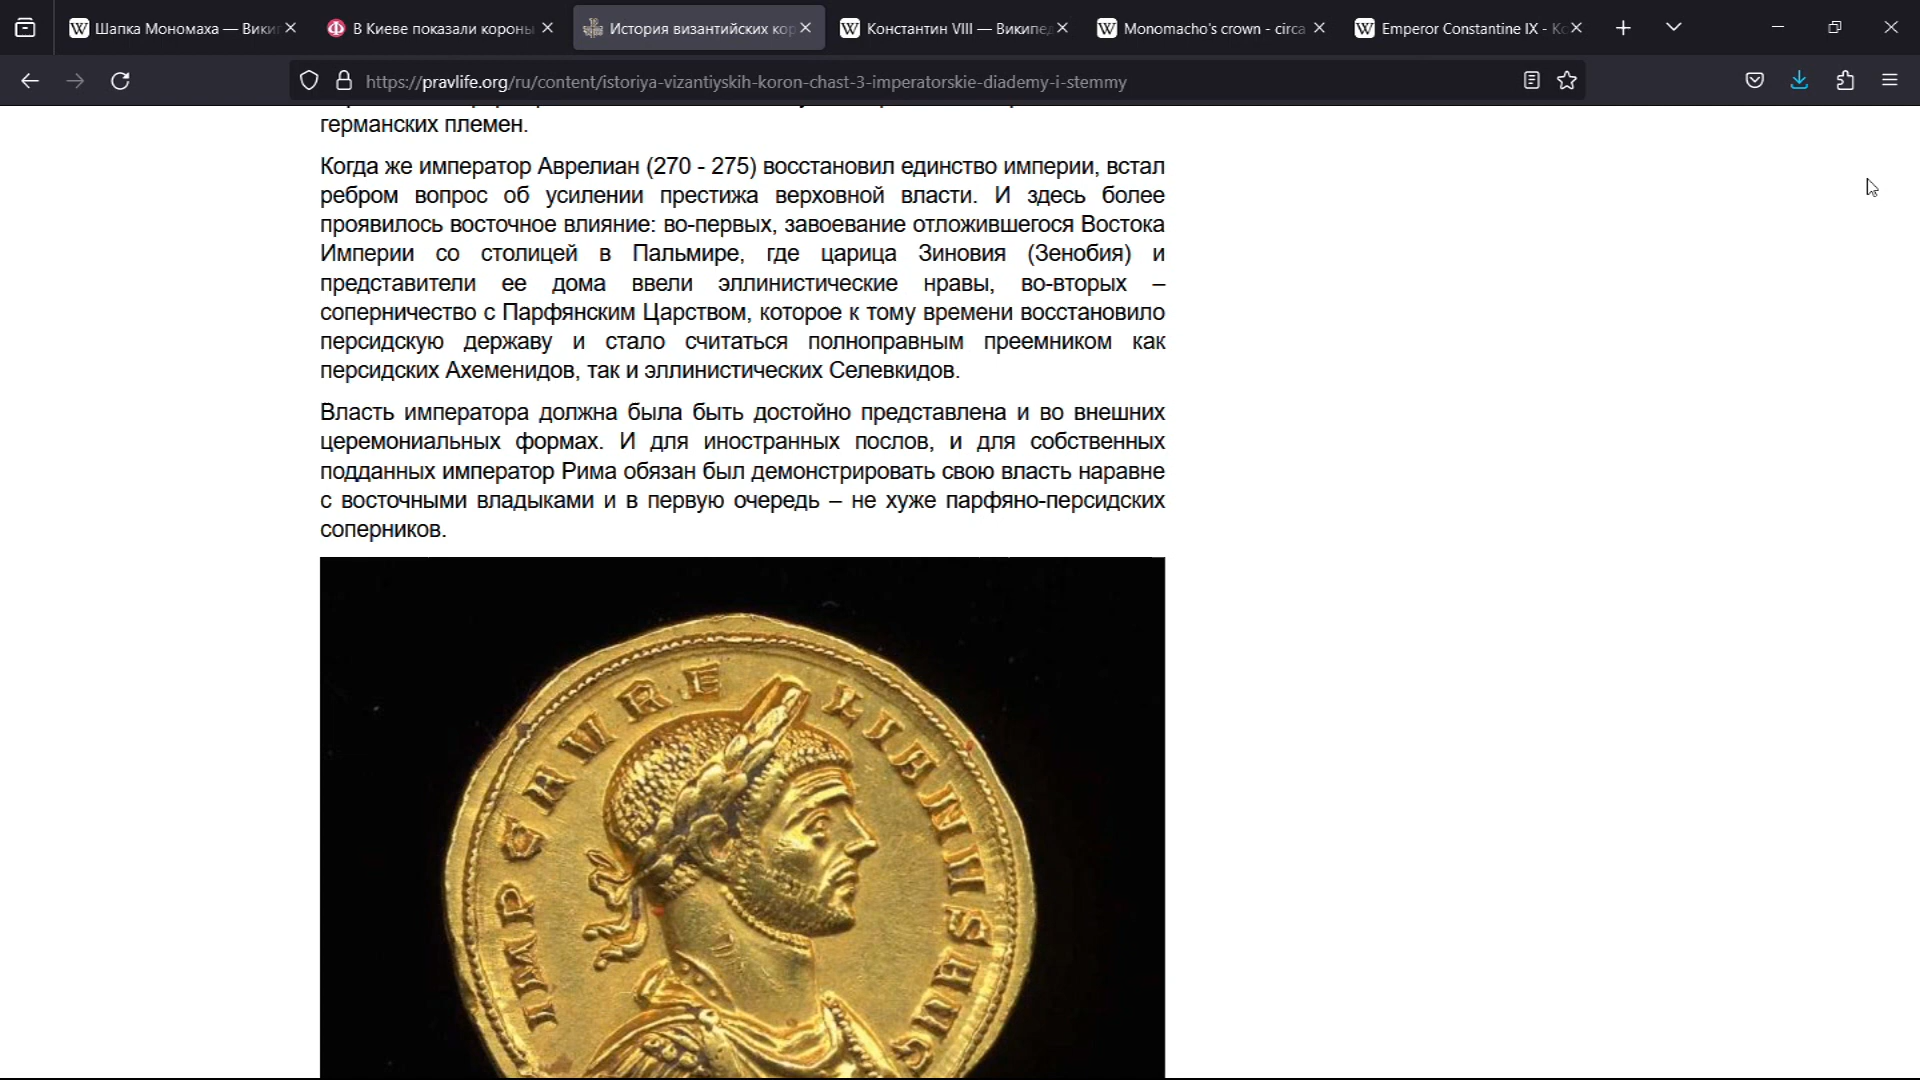 Шапка Мономаха — Вики
В Киеве показали короны
История византийских кор
Константин VIII — Википе
Monomacho's crown - circa
Emperor Constantine IX - Ко
https://pravlife.org/ru/content/istoriya-vizantiyskih-koron-chast-3-imperatorskie-diademy-i-stemmy
германских племен.
Когда же император Аврелиан (270 - 275) восстановил единство империи, встал
ребром вопрос об усилении престижа верховной власти. И здесь более
проявилось восточное влияние: во-первых, завоевание отложившегося Востока
Империи со столицей в Пальмире, где царица Зиновия (Зенобия) и
представители ее дома ввели эллинистические нравы, во-вторых –
соперничество с Парфянским Царством, которое к тому времени восстановило
персидскую державу и стало считаться полноправным преемником как
персидских Ахеменидов, так и эллинистических Селевкидов.
Власть императора должна была быть достойно представлена и во внешних
церемониальных формах. И для иностранных послов, и для собственных
подданных император Рима обязан был демонстрировать свою власть наравне
с восточными владыками и в первую очередь – не хуже парфяно-персидских
соперников.
IMP C AVRELIANVS AVG